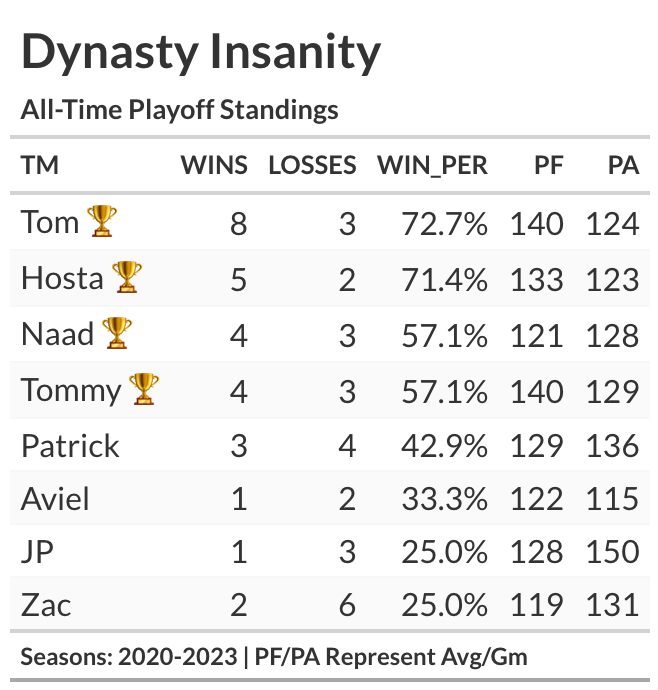 Dynasty Insanity
All-Time Playoff Standings
TM WINS LOSSES WIN_PER PF PA
Tom 🏆 8 3 72.7% 140 124
Hosta 🏆 5 2 71.4% 133 123
Naad 🏆 4 3 57.1% 121 128
Tommy 🏆 4 3 57.1% 140 129
Patrick 3 4 42.9% 129 136
Aviel 1 2 33.3% 122 115
JP 1 3 25.0% 128 150
Zac 2 6 25.0% 119 131
Seasons: 2020-2023 | PF/PA Represent Avg/Gm